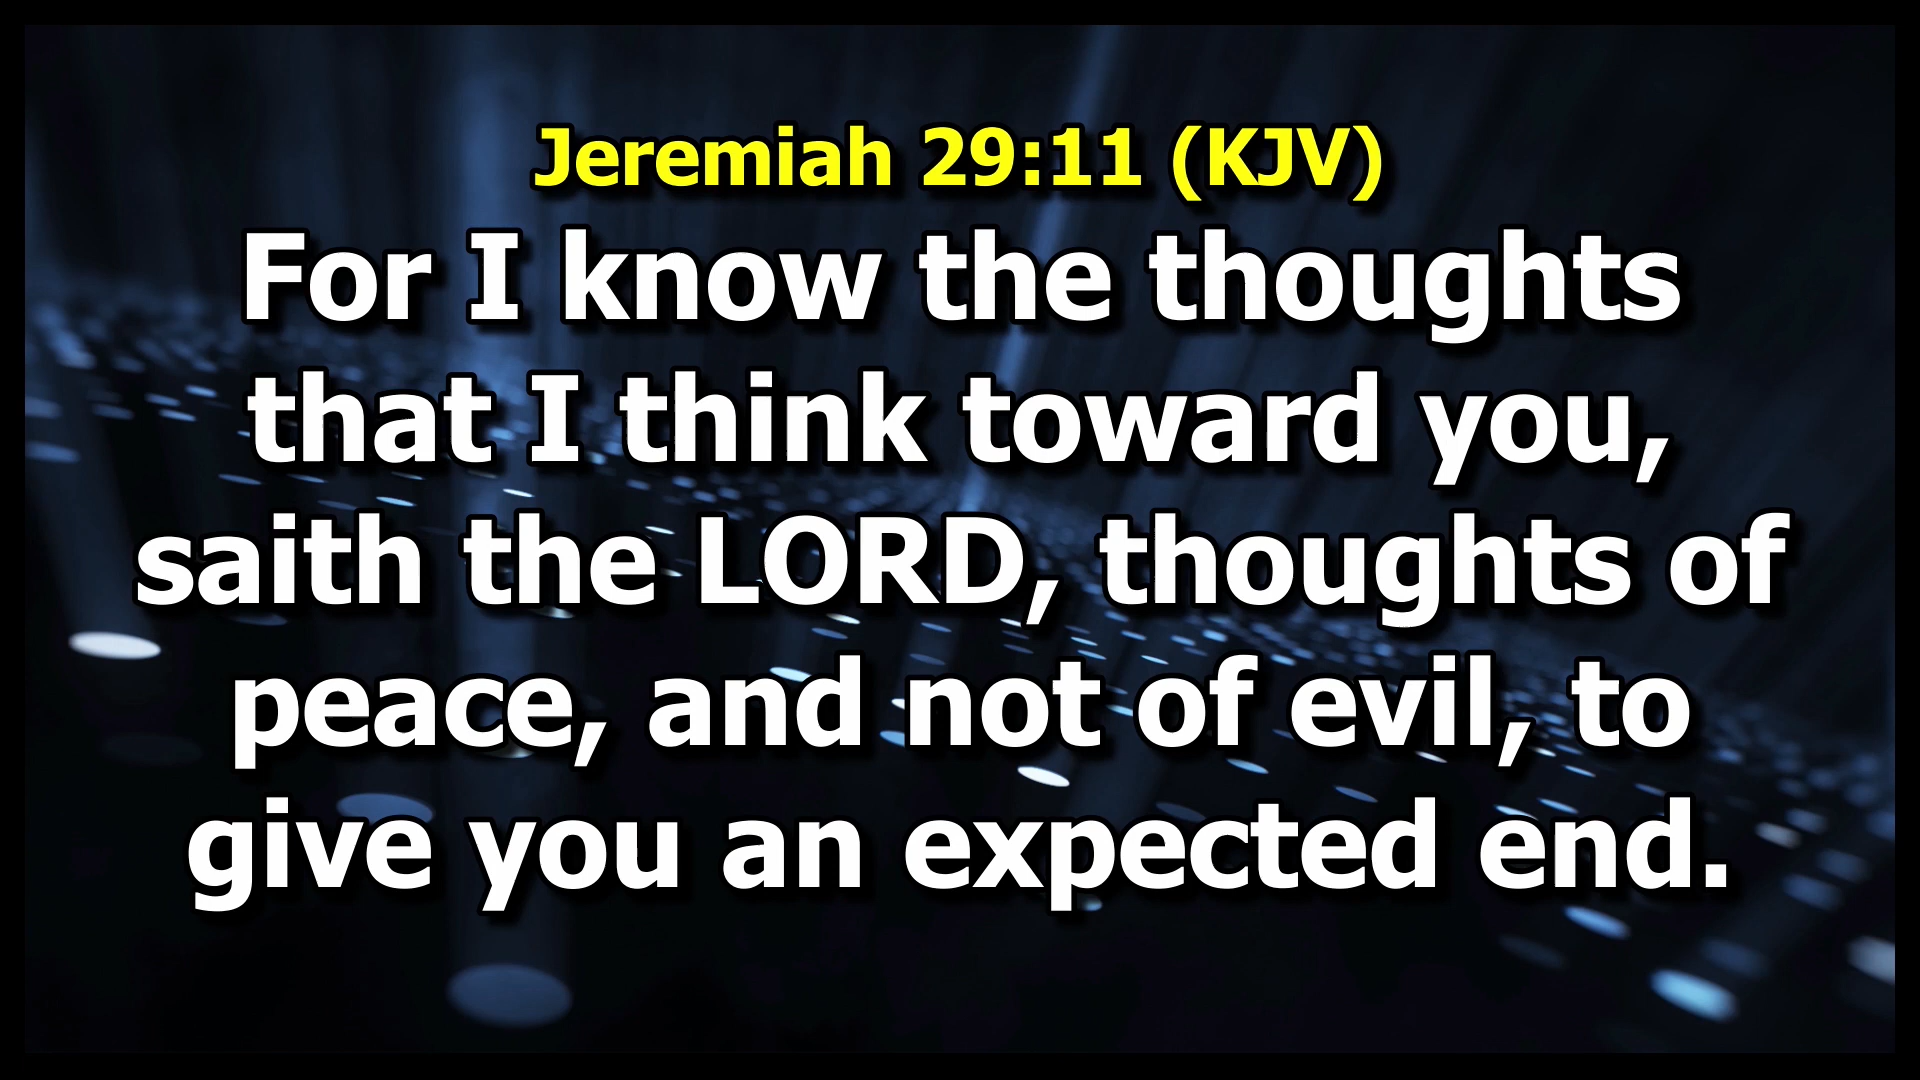 Jeremiah 29:11 (KJV)
For I know the thoughts
that I think toward you,
saith the LORD, thoughts of
peace, and not of evil, to
give you an expected end.